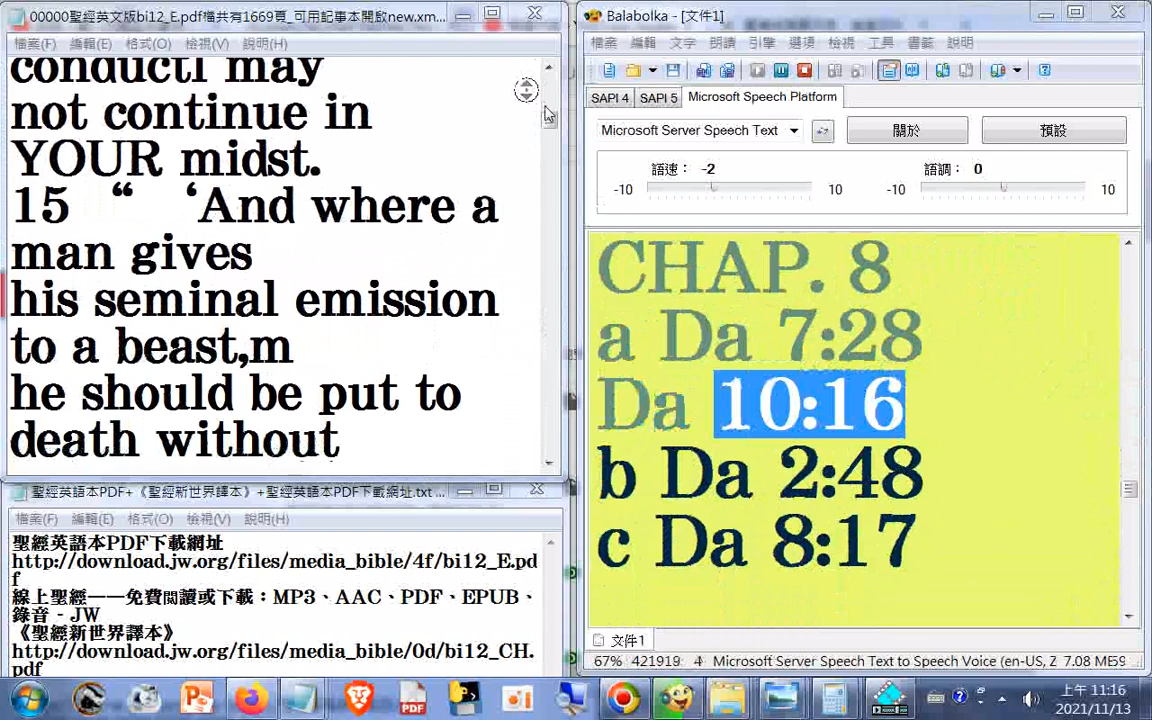 00000聖經英文版bi12_E.pdf檔共有1669頁_可用記事本開啟new.xm...
檔案(F) 編輯(E) 格式(O) 檢視(V) 說明(H)
conductl may
not continue in
YOUR midst.
15 “ ‘And where a
man gives
his seminal emission
to a beast,m
he should be put to
death without
聖經英語本PDF+《聖經新世界譯本》+聖經英語本PDF下載網址.txt ...
檔案(F) 編輯(E) 格式(O) 檢視(V) 說明(H)
聖經英語本PDF下載網址
http://download.jw.org/files/media_bible/4f/bi12_E.pd
f
線上聖經——免費閱讀或下載：MP3、AAC、PDF、EPUB、
錄音 - JW
《聖經新世界譯本》
http://download.jw.org/files/media_bible/0d/bi12_CH.
pdf
Balabolka - [文件1]
檔案 編輯 文字 朗讀 引擎 選項 檢視 工具 書籤 說明
SAPI 4 SAPI 5 Microsoft Speech Platform
Microsoft Server Speech Text 關於 預設
語速： -2 語調： 0
-10 10 -10 10
CHAP. 8
a Da 7:28
Da 10:16
b Da 2:48
c Da 8:17
文件1
67% 421919: 4 Microsoft Server Speech Text to Speech Voice (en-US, Z 7.08 ME59
上午 11:16
2021/11/13